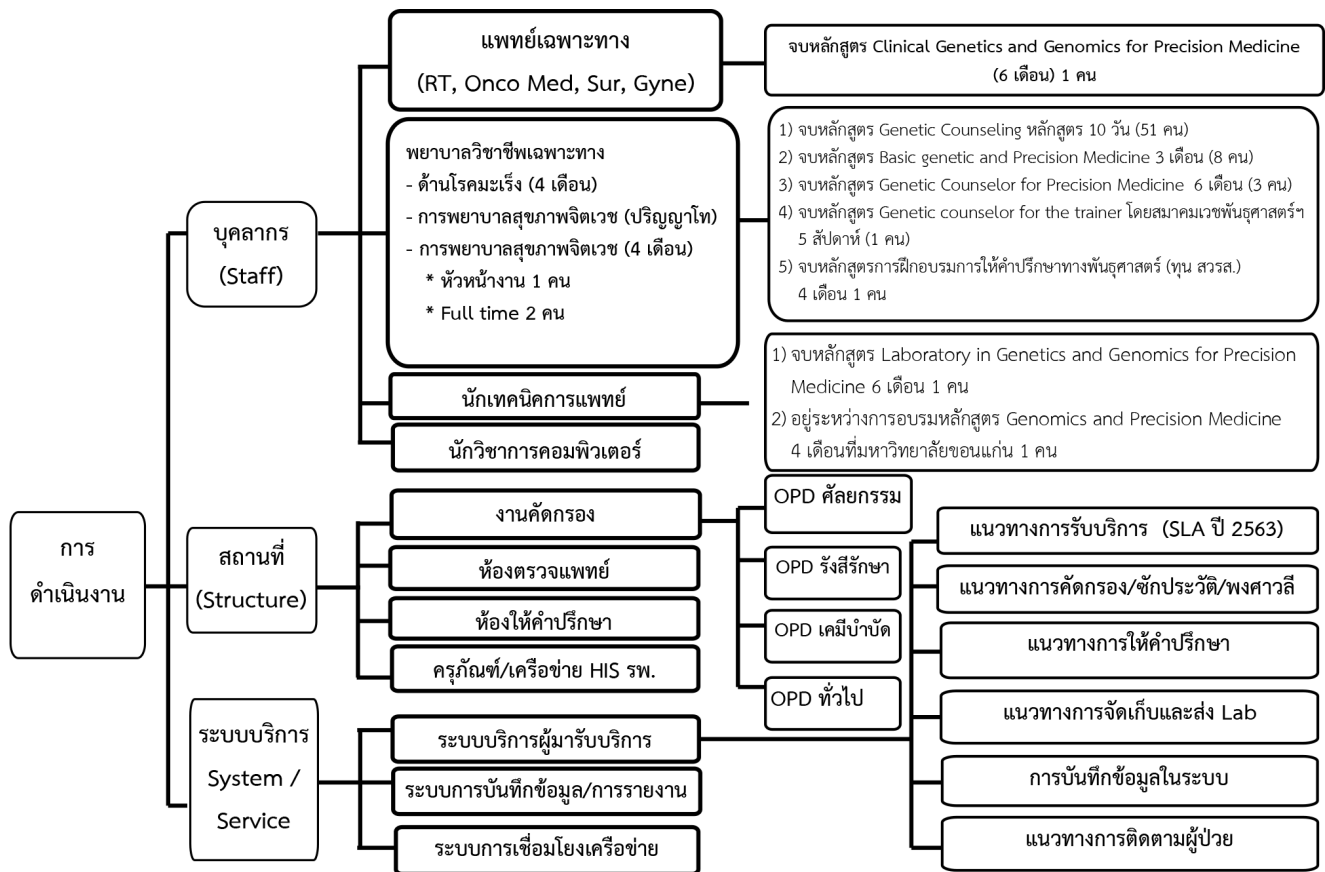 การ
ดำเนินงาน
บุคลากร
(Staff)
แพทย์เฉพาะทาง
(RT, Onco Med, Sur, Gyne)
จบหลักสูตร Clinical Genetics and Genomics for Precision Medicine
(6 เดือน) 1 คน
พยาบาลวิชาชีพเฉพาะทาง
- ด้านโรคมะเร็ง (4 เดือน)
- การพยาบาลสุขภาพจิตเวช (ปริญญาโท)
- การพยาบาลสุขภาพจิตเวช (4 เดือน)
* หัวหน้างาน 1 คน
* Full time 2 คน
1) จบหลักสูตร Genetic Counseling หลักสูตร 10 วัน (51 คน)
2) จบหลักสูตร Basic genetic and Precision Medicine 3 เดือน (8 คน)
3) จบหลักสูตร Genetic Counselor for Precision Medicine 6 เดือน (3 คน)
4) จบหลักสูตร Genetic counselor for the trainer โดยสมาคมเวชพันธุศาสตร์ฯ
5 สัปดาห์ (1 คน)
5) จบหลักสูตรการฝึกอบรมการให้คำปรึกษาทางพันธุศาสตร์ (ทุน สวรส.)
4 เดือน 1 คน
นักเทคนิคการแพทย์
1) จบหลักสูตร Laboratory in Genetics and Genomics for Precision
Medicine 6 เดือน 1 คน
2) อยู่ระหว่างการอบรมหลักสูตร Genomics and Precision Medicine
4 เดือนที่มหาวิทยาลัยขอนแก่น 1 คน
นักวิชาการคอมพิวเตอร์
สถานที่
(Structure)
งานคัดกรอง
OPD ศัลยกรรม
OPD รังสีรักษา
OPD เคมีบำบัด
OPD ทั่วไป
ห้องตรวจแพทย์
ห้องให้คำปรึกษา
ครุภัณฑ์/เครือข่าย HIS รพ.
ระบบบริการ
System /
Service
ระบบบริการผู้มารับบริการ
แนวทางการรับบริการ (SLA ปี 2563)
แนวทางการคัดกรอง/ซักประวัติ/พงศาวลี
แนวทางการให้คำปรึกษา
แนวทางการจัดเก็บและส่ง Lab
การบันทึกข้อมูลในระบบ
แนวทางการติดตามผู้ป่วย
ระบบการบันทึกข้อมูล/การรายงาน
ระบบการเชื่อมโยงเครือข่าย